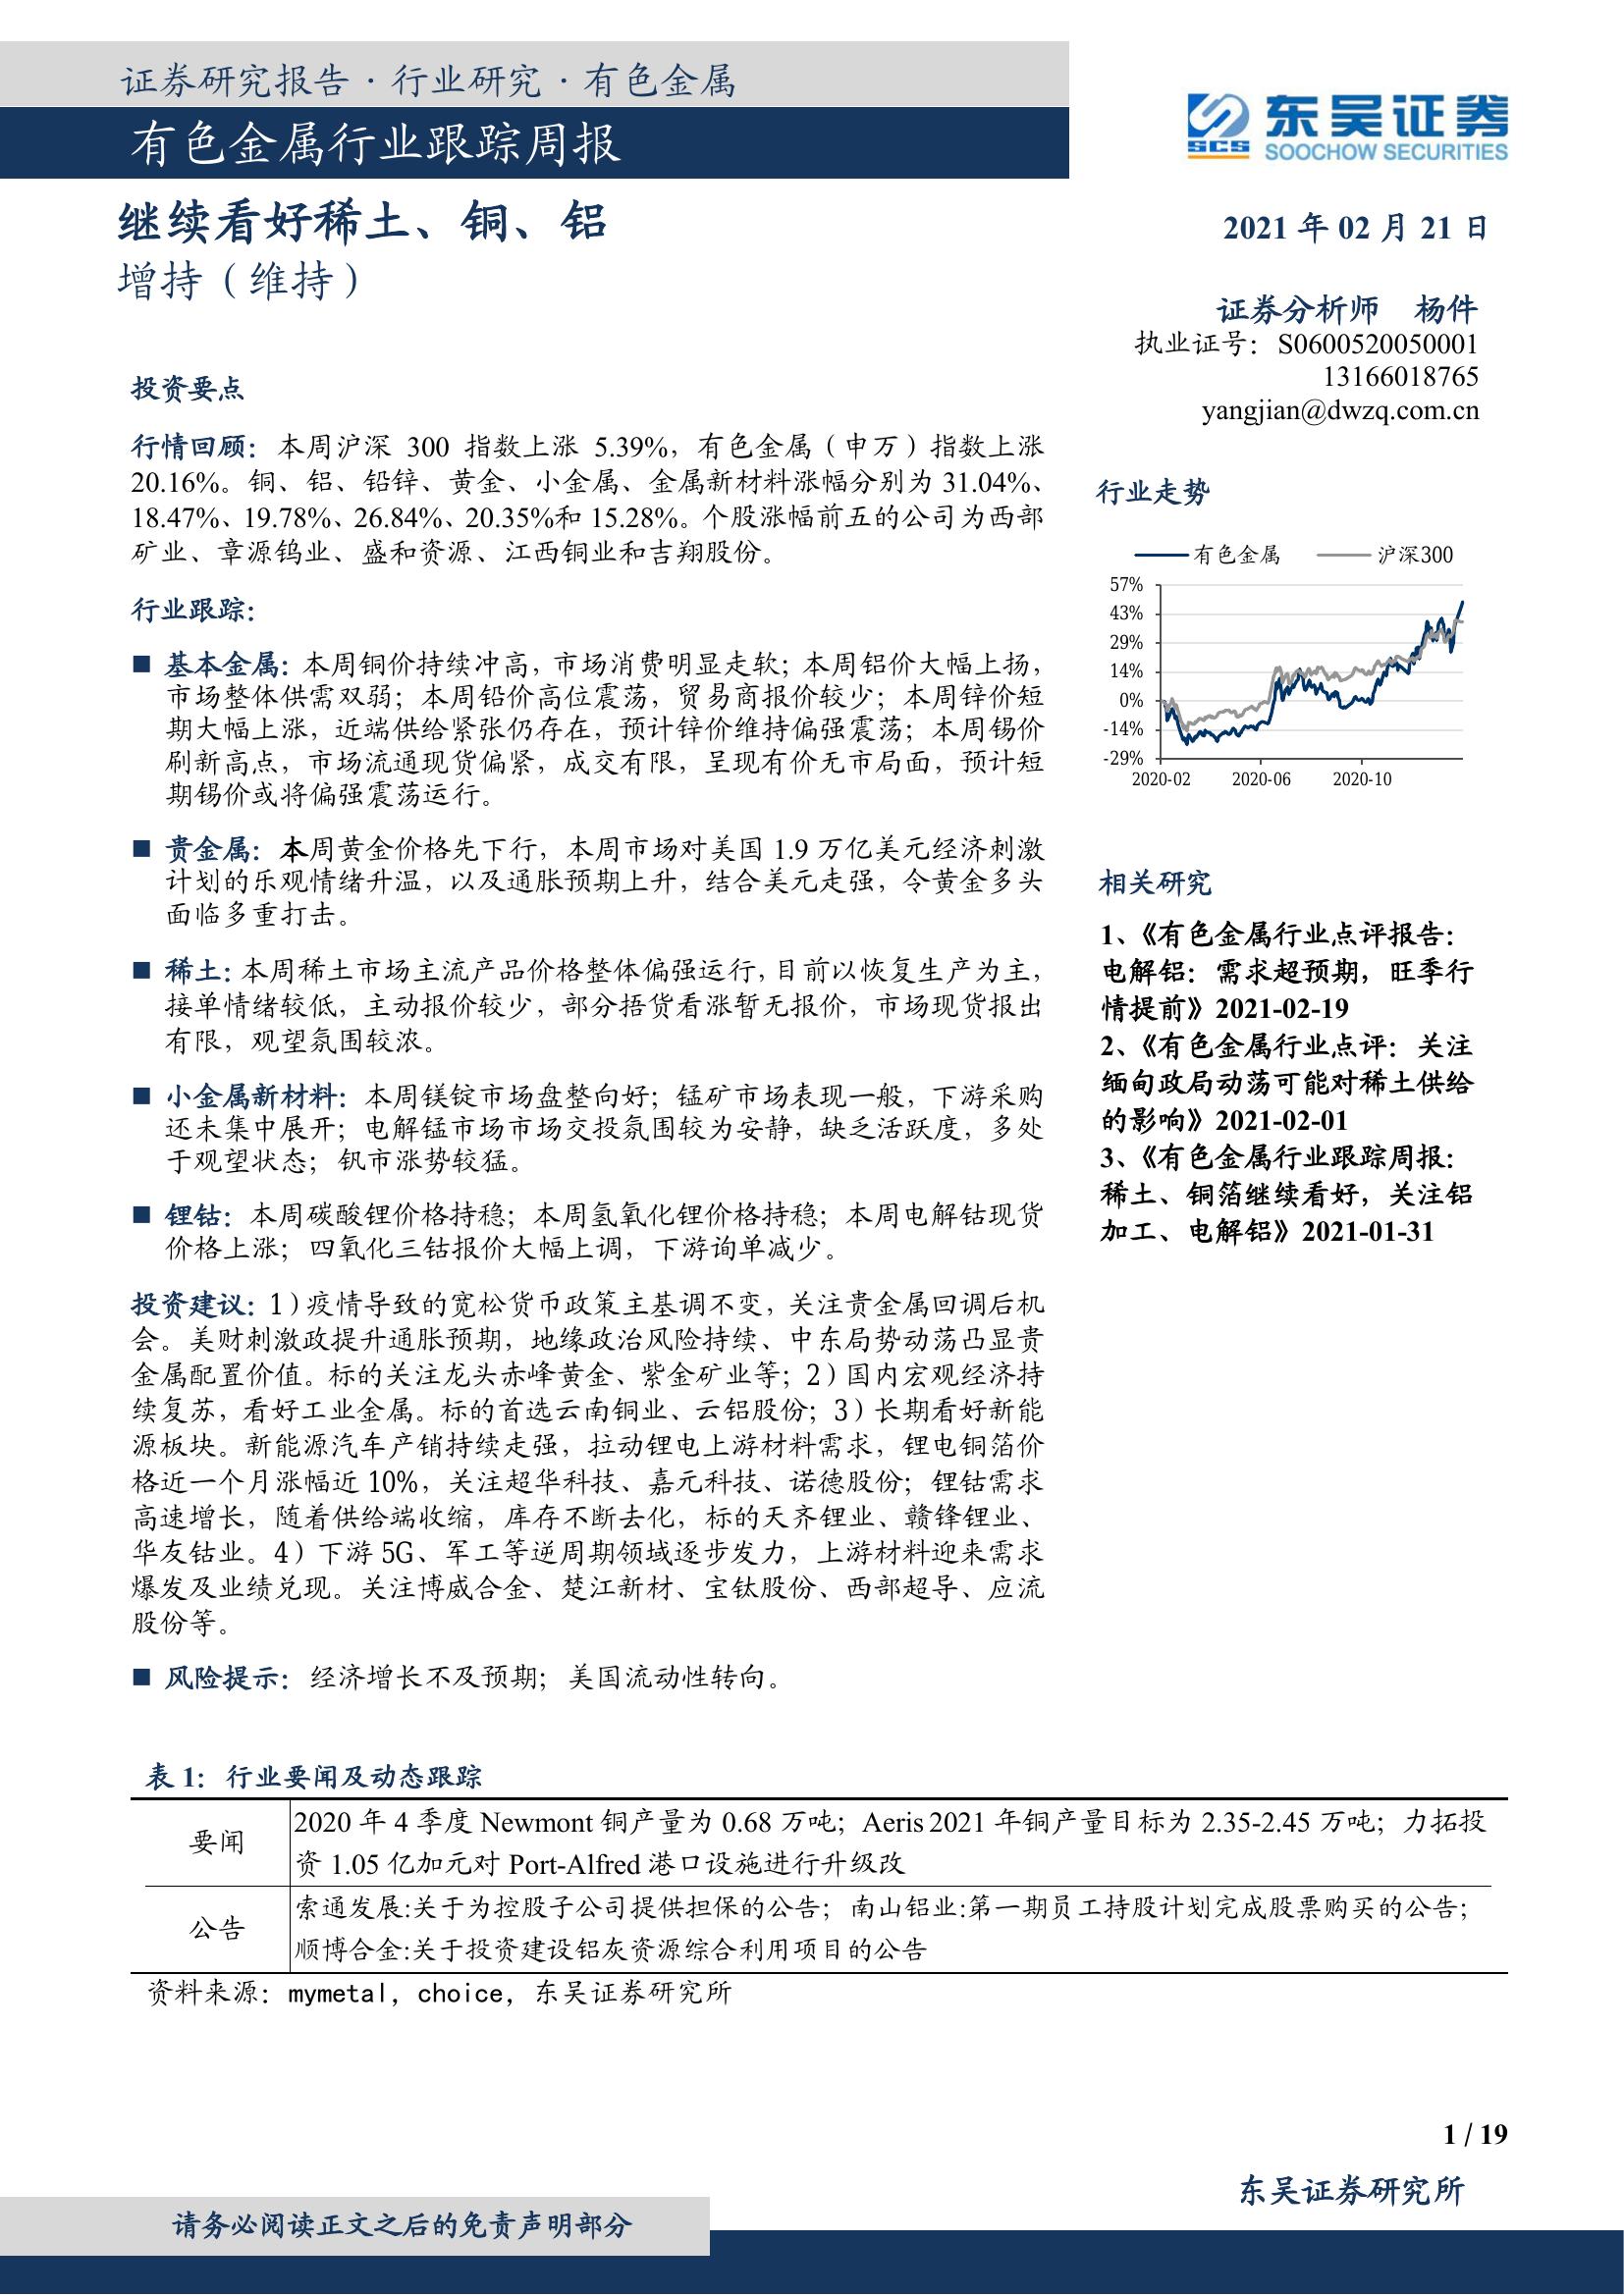 证券研究报告·行业研究·有色金属
有色金属行业跟踪周报
东吴证券
SCS
SOOCHOW SECURITIES
继续看好稀土、铜、铝
增持（维持）
2021 年 02 月 21 日
证券分析师 杨件
执业证号：S0600520050001
13166018765
yangjian@dwzq.com.cn
投资要点
行情回顾：本周沪深 300 指数上涨 5.39%，有色金属（申万）指数上涨
20.16%。铜、铝、铅锌、黄金、小金属、金属新材料涨幅分别为 31.04%、
18.47%、19.78%、26.84%、20.35%和 15.28%。个股涨幅前五的公司为西部
矿业、章源钨业、盛和资源、江西铜业和吉翔股份。
行业跟踪：
■ 基本金属：本周铜价持续冲高，市场消费明显走软；本周铝价大幅上扬，
市场整体供需双弱；本周铅价高位震荡，贸易商报价较少；本周锌价短
期大幅上涨，近端供给紧张仍存在，预计锌价维持偏强震荡；本周锡价
刷新高点，市场流通现货偏紧，成交有限，呈现有价无市局面，预计短
期锡价或将偏强震荡运行。
■ 贵金属：本周黄金价格先下行，本周市场对美国 1.9 万亿美元经济刺激
计划的乐观情绪升温，以及通胀预期上升，结合美元走强，令黄金多头
面临多重打击。
■ 稀土：本周稀土市场主流产品价格整体偏强运行，目前以恢复生产为主，
接单情绪较低，主动报价较少，部分捂货看涨暂无报价，市场现货报出
有限，观望氛围较浓。
■ 小金属新材料：本周镁锭市场盘整向好；锰矿市场表现一般，下游采购
还未集中展开；电解锰市场市场交投氛围较为安静，缺乏活跃度，多处
于观望状态；钒市涨势较猛。
■ 锂钴：本周碳酸锂价格持稳；本周氢氧化锂价格持稳；本周电解钴现货
价格上涨；四氧化三钴报价大幅上调，下游询单减少。
投资建议：1）疫情导致的宽松货币政策主基调不变，关注贵金属回调后机
会。美财刺激政提升通胀预期，地缘政治风险持续、中东局势动荡凸显贵
金属配置价值。标的关注龙头赤峰黄金、紫金矿业等；2）国内宏观经济持
续复苏，看好工业金属。标的首选云南铜业、云铝股份；3）长期看好新能
源板块。新能源汽车产销持续走强，拉动锂电上游材料需求，锂电铜箔价
格近一个月涨幅近 10%，关注超华科技、嘉元科技、诺德股份；锂钴需求
高速增长，随着供给端收缩，库存不断去化，标的天齐锂业、赣锋锂业、
华友钴业。4）下游 5G、军工等逆周期领域逐步发力，上游材料迎来需求
爆发及业绩兑现。关注博威合金、楚江新材、宝钛股份、西部超导、应流
股份等。
■ 风险提示：经济增长不及预期；美国流动性转向。
行业走势
有色金属 沪深300
57%
43%
29%
14%
0%
-14%
-29%
2020-02 2020-06 2020-10
相关研究
1、《有色金属行业点评报告：
电解铝：需求超预期，旺季行
情提前》2021-02-19
2、《有色金属行业点评：关注
缅甸政局动荡可能对稀土供给
的影响》2021-02-01
3、《有色金属行业跟踪周报：
稀土、铜箔继续看好，关注铝
加工、电解铝》2021-01-31
表 1：行业要闻及动态跟踪
要闻
2020 年 4 季度 Newmont 铜产量为 0.68 万吨；Aeris 2021 年铜产量目标为 2.35-2.45 万吨；力拓投
资 1.05 亿加元对 Port-Alfred 港口设施进行升级改
公告
索通发展:关于为控股子公司提供担保的公告；南山铝业:第一期员工持股计划完成股票购买的公告；
顺博合金:关于投资建设铝灰资源综合利用项目的公告
资料来源：mymetal，choice，东吴证券研究所
1 / 19
东吴证券研究所
请务必阅读正文之后的免责声明部分